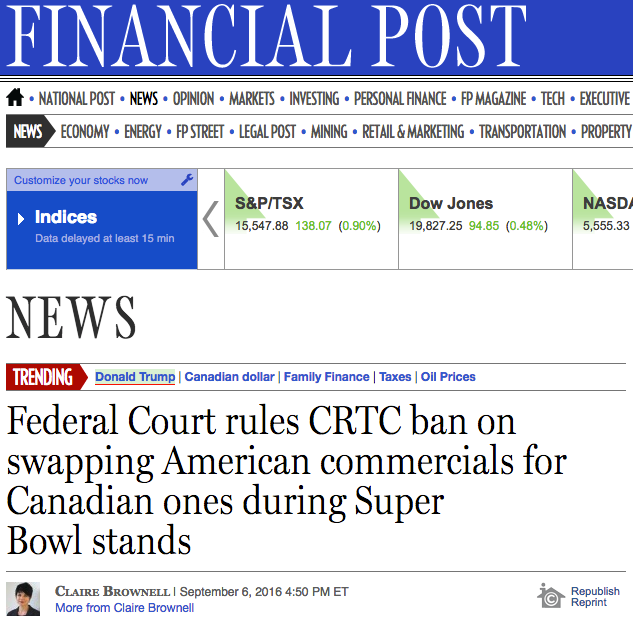 FINANCIAL POST
• NATIONAL POST • NEWS • OPINION • MARKETS • INVESTING • PERSONAL FINANCE • FP MAGAZINE • TECH • EXECUTIVE
NEWS ECONOMY • ENERGY • FP STREET • LEGAL POST • MINING • RETAIL & MARKETING • TRANSPORTATION • PROPERTY
Customize your stocks now
Indices
Data delayed at least 15 min
S&P/TSX
15,547.88 138.07 (0.90%)
Dow Jones
19,827.25 94.85 (0.48%)
NASDA
5,555.33
NEWS
TRENDING Donald Trump | Canadian dollar | Family Finance | Taxes | Oil Prices
Federal Court rules CRTC ban on
swapping American commercials for
Canadian ones during Super
Bowl stands
CLAIRE BROWNELL | September 6, 2016 4:50 PM ET
More from Claire Brownell
Republish
Reprint